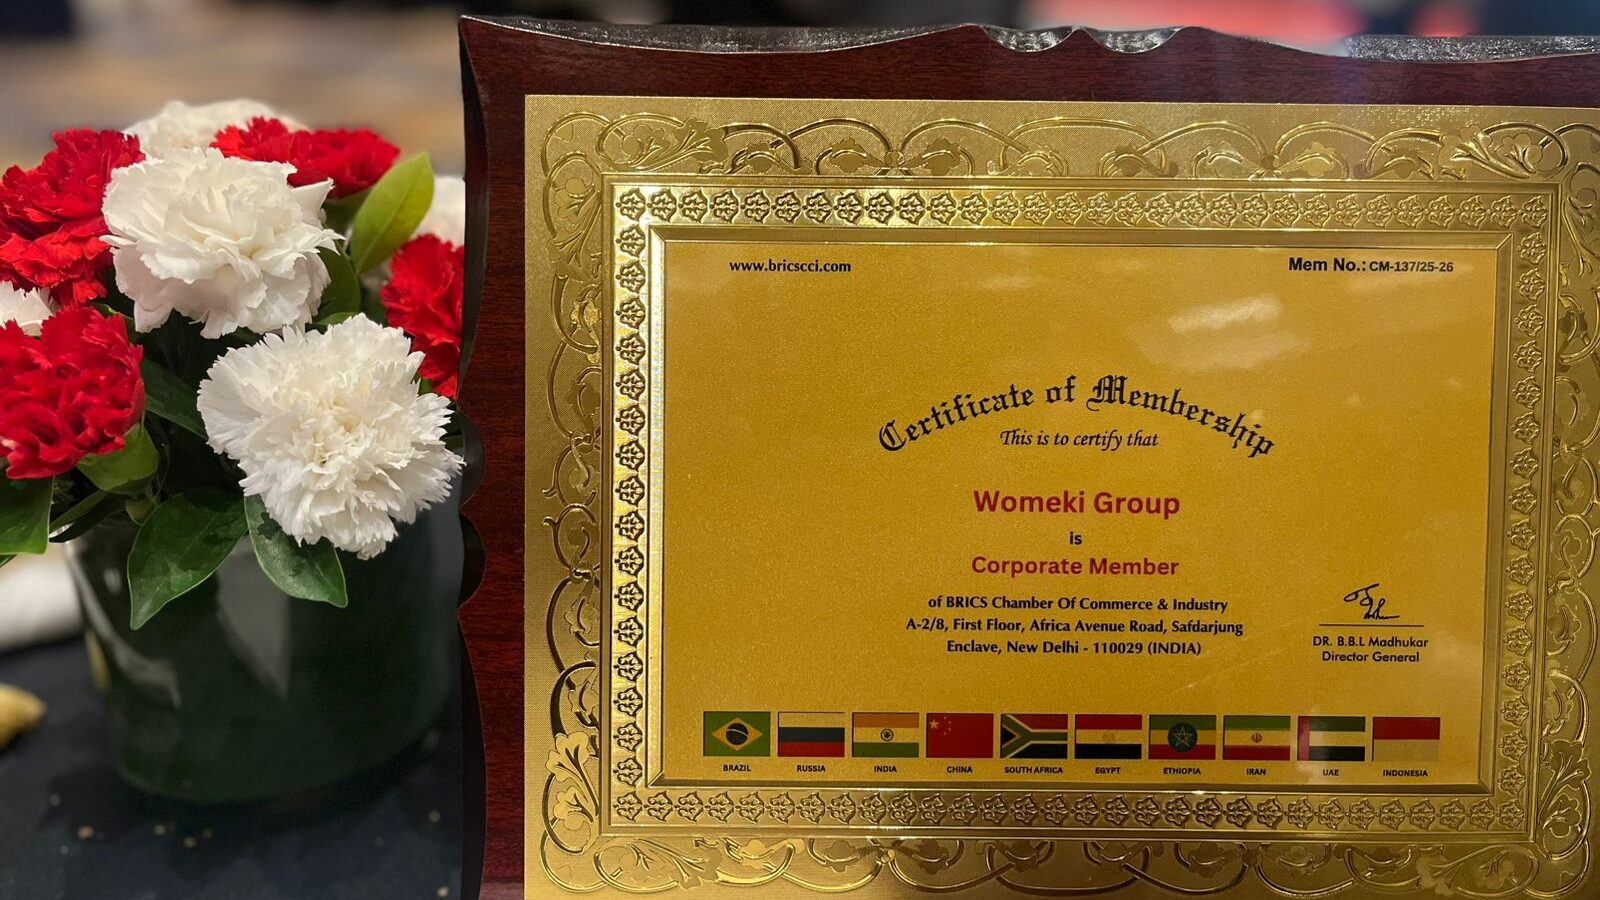 www.bricscci.com
Mem No.: CM-137/25-26
Certificate of Membership
This is to certify that
Womeki Group
is
Corporate Member
of BRICS Chamber Of Commerce & Industry
A-2/8, First Floor, Africa Avenue Road, Safdarjung
Enclave, New Delhi - 110029 (INDIA)
DR. B.B.L Madhukar
Director General
BRAZIL RUSSIA INDIA CHINA SOUTH AFRICA EGYPT ETHIOPIA IRAN UAE INDONESIA